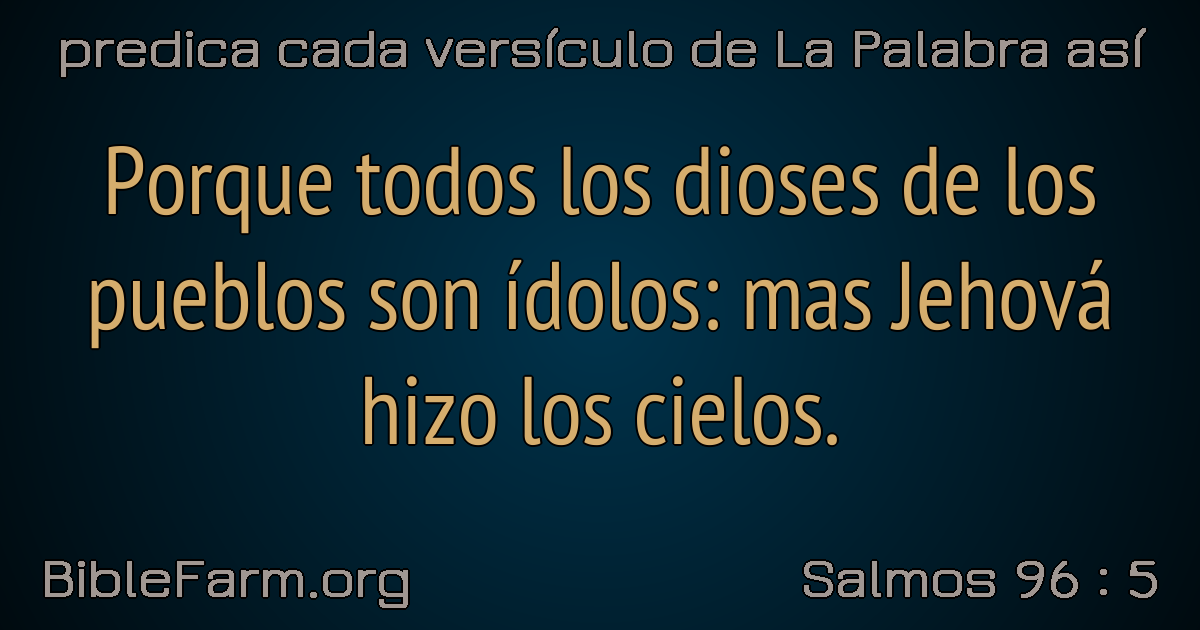 predica cada versículo de La Palabra así
Porque todos los dioses de los
pueblos son ídolos: mas Jehová
hizo los cielos.
BibleFarm.org
Salmos 96 : 5